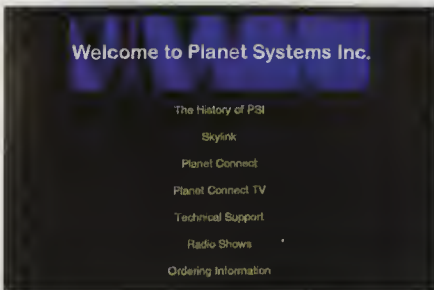 Welcome to Planet Systems Inc.
The History of PSI
Skylink
Planet Connect
Planet Connect TV
Technical Support
Radio Shows
Ordering Information